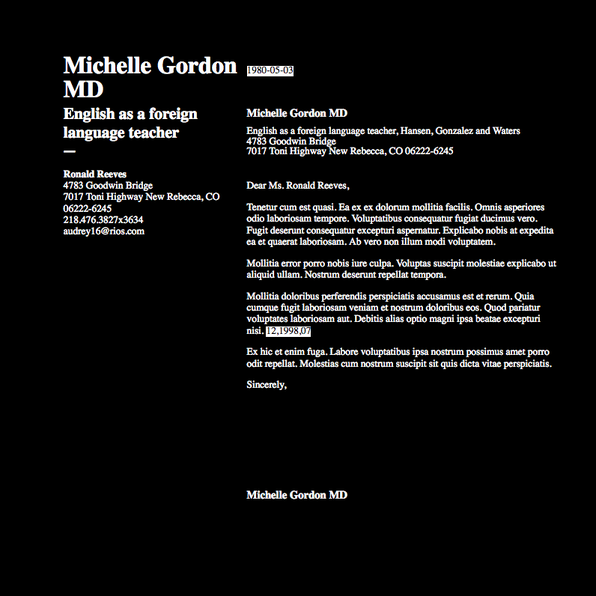 Michelle Gordon
MD
English as a foreign
language teacher
—
Ronald Reeves
4783 Goodwin Bridge
7017 Toni Highway New Rebecca, CO
06222-6245
218.476.3827x3634
audrey16@rios.com
1980-05-03
Michelle Gordon MD
English as a foreign language teacher, Hansen, Gonzalez and Waters
4783 Goodwin Bridge
7017 Toni Highway New Rebecca, CO 06222-6245
Dear Ms. Ronald Reeves,
Tenetur cum est quasi. Ea ex ex dolorum mollitia facilis. Omnis asperiores
odio laboriosam tempore. Voluptatibus consequatur fugiat ducimus vero.
Fugit deserunt consequatur excepturi aspernatur. Explicabo nobis at expedita
ea et quaerat laboriosam. Ab vero non illum modi voluptatem.
Mollitia error porro nobis iure culpa. Voluptas suscipit molestiae explicabo ut
aliquid ullam. Nostrum deserunt repellat tempora.
Mollitia doloribus perferendis perspiciatis accusamus est et rerum. Quia
cumque fugit laboriosam veniam et nostrum doloribus eos. Quod pariatur
voluptates laboriosam aut. Debitis alias optio magni ipsa beatae excepturi
nisi. 12,1998,07
Ex hic et enim fuga. Labore voluptatibus ipsa nostrum possimus amet porro
odit repellat. Molestias cum nostrum suscipit sit quis dicta vitae perspiciatis.
Sincerely,
Michelle Gordon MD